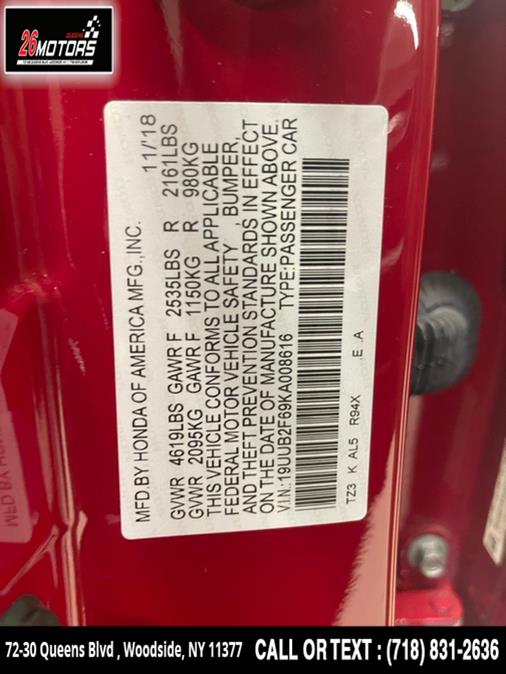 QUEENS
26
MOTORS
MFD.BY HONDA OF AMERICA MFG.,INC. 11/'18
GVWR 4619LBS GAWR F 2535LBS R 2161LBS
GVWR 2095KG GAWR F 1150KG R 980KG
THIS VEHICLE CONFORMS TO ALL APPLICABLE
FEDERAL MOTOR VEHICLE SAFETY , BUMPER,
AND THEFT PREVENTION STANDARDS IN EFFECT
ON THE DATE OF MANUFACTURE SHOWN ABOVE.
V.I.N.:19UUB2F69KA008616 TYPE:PASSENGER CAR
TZ3 K AL5 R94X .E .A
72-30 Queens Blvd , Woodside, NY 11377 CALL OR TEXT : (718) 831-2636